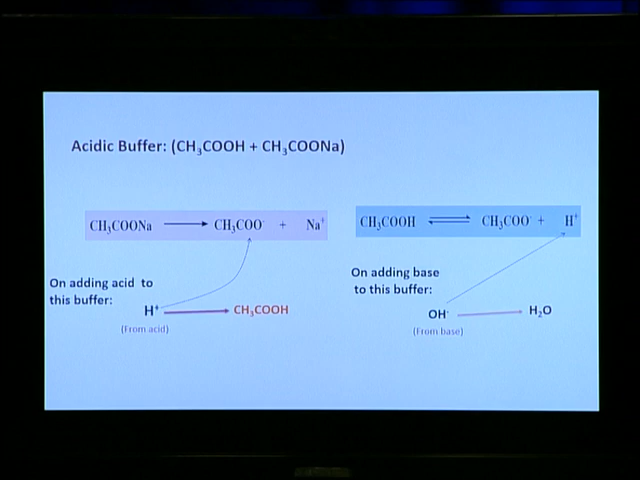 Acidic Buffer: (CH₃COOH + CH₃COONa)
CH₃COONa ⟶ CH₃COO⁻ + Na⁺
CH₃COOH ⇌ CH₃COO⁻ + H⁺
On adding acid to
this buffer:
H⁺ ⟶ CH₃COOH
(From acid)
On adding base
to this buffer:
OH⁻ ⟶ H₂O
(From base)